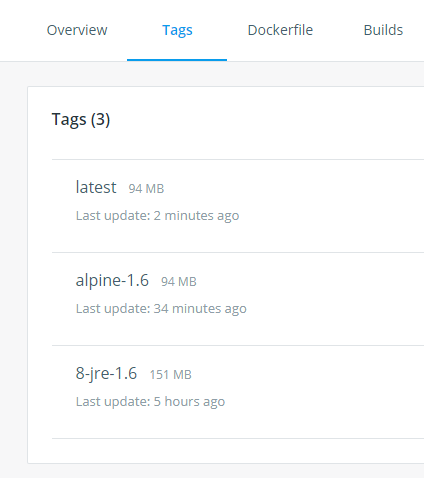 Overview Tags Dockerfile Builds
Tags (3)
latest 94 MB
Last update: 2 minutes ago
alpine-1.6 94 MB
Last update: 34 minutes ago
8-jre-1.6 151 MB
Last update: 5 hours ago